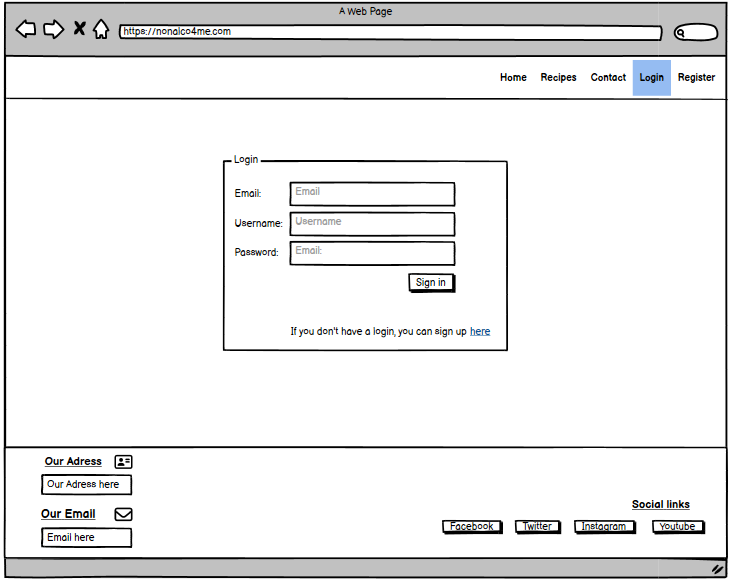 A Web Page
https://nonalco4me.com
Home Recipes Contact Login Register
Login
Email: Email
Username: Username
Password: Email:
Sign in
If you don't have a login, you can sign up here
Our Adress
Our Adress here
Our Email
Email here
Social links
Facebook Twitter Instagram Youtube